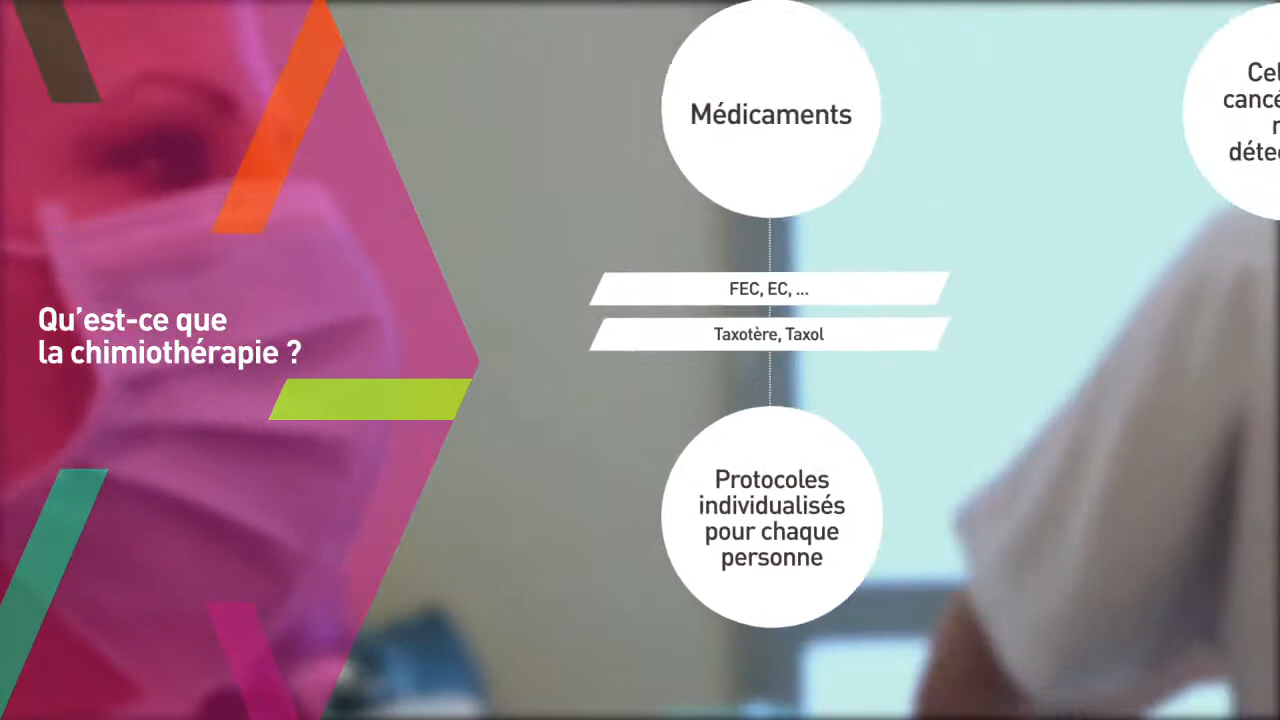 Qu'est-ce que
la chimiothérapie ?
Médicaments
FEC, EC, ...
Taxotère, Taxol
Protocoles
individualisés
pour chaque
personne